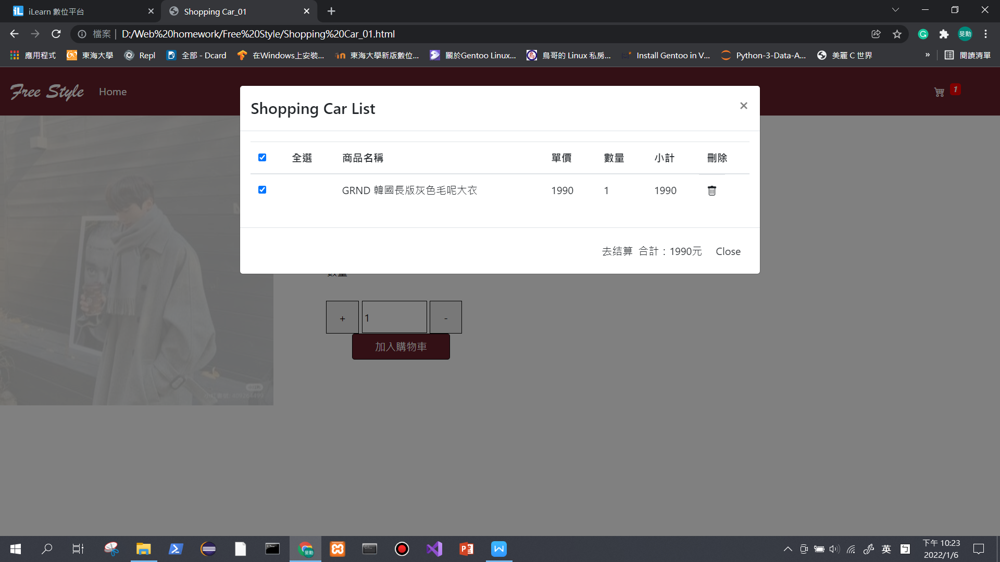 iLearn 數位平台
Shopping Car_01
檔案 | D:/Web%20homework/Free%20Style/Shopping%20Car_01.html
旻勳
應用程式 東海大學 Repl 全部 - Dcard 在Windows上安裝... 東海大學新版數位... 關於Gentoo Linux... 鳥哥的 Linux 私房... Install Gentoo in V... Python-3-Data-A... 美麗 C 世界 » 閱讀清單
Free Style Home 1
Shopping Car List ×
全選 商品名稱 單價 數量 小計 刪除
GRND 韓國長版灰色毛呢大衣 1990 1 1990
去结算 合計：1990元 Close
數量
+ 1 -
加入購物車
英
下午 10:23
2022/1/6